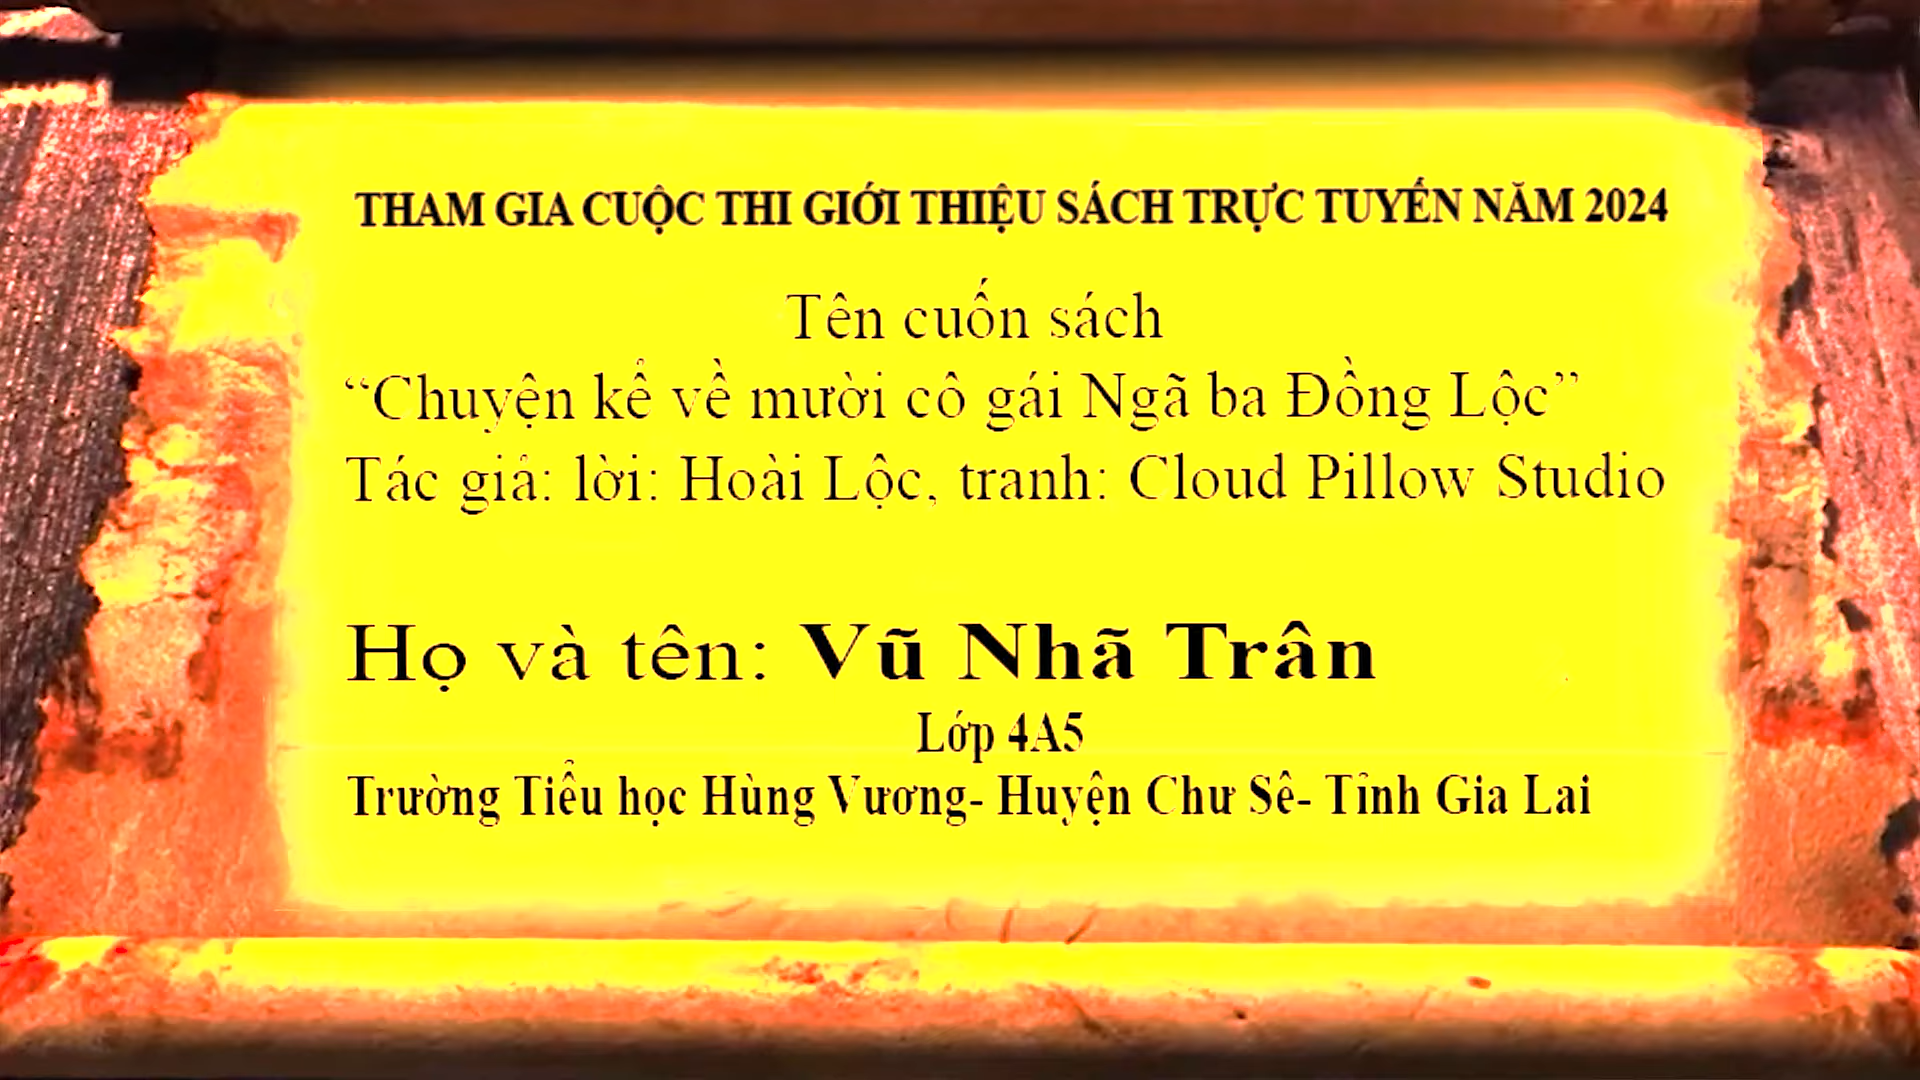 THAM GIA CUỘC THI GIỚI THIỆU SÁCH TRỰC TUYẾN NĂM 2024
Tên cuốn sách
“Chuyện kể về mười cô gái Ngã ba Đồng Lộc”
Tác giả: lời: Hoài Lộc, tranh: Cloud Pillow Studio
Họ và tên: Vũ Nhã Trân
Lớp 4A5
Trường Tiểu học Hùng Vương- Huyện Chư Sê- Tỉnh Gia Lai